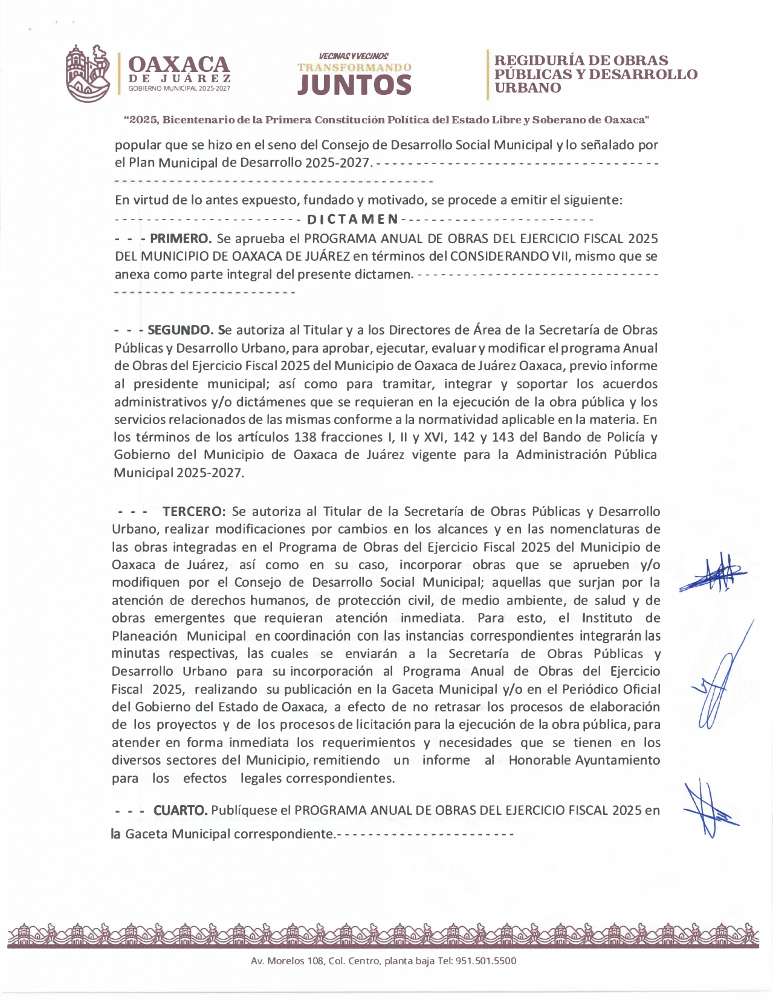 OAXACA
DE JUÁREZ
GOBIERNO MUNICIPAL 2025-2027
VECINAS Y VECINOS
TRANSFORMANDO
JUNTOS
REGIDURÍA DE OBRAS
PÚBLICAS Y DESARROLLO
URBANO
“2025, Bicentenario de la Primera Constitución Política del Estado Libre y Soberano de Oaxaca"
popular que se hizo en el seno del Consejo de Desarrollo Social Municipal y lo señalado por
el Plan Municipal de Desarrollo 2025-2027. - - - - - - - - - - - - - - - - - - - - - - - - - - - - - - - - - - - -
- - - - - - - - - - - - - - - - - - - - - - - - - - - - - - - - - - - - - - - -
En virtud de lo antes expuesto, fundado y motivado, se procede a emitir el siguiente:
- - - - - - - - - - - - - - - - - - - - - - - - D I C T A M E N - - - - - - - - - - - - - - - - - - - - - - - - -
- - - PRIMERO. Se aprueba el PROGRAMA ANUAL DE OBRAS DEL EJERCICIO FISCAL 2025
DEL MUNICIPIO DE OAXACA DE JUÁREZ en términos del CONSIDERANDO VII, mismo que se
anexa como parte integral del presente dictamen. - - - - - - - - - - - - - - - - - - - - - - - - - - - - - - -
- - - - - - - - - - - - - - - - - - - - - - -
- - - SEGUNDO. Se autoriza al Titular y a los Directores de Área de la Secretaría de Obras
Públicas y Desarrollo Urbano, para aprobar, ejecutar, evaluar y modificar el programa Anual
de Obras del Ejercicio Fiscal 2025 del Municipio de Oaxaca de Juárez Oaxaca, previo informe
al presidente municipal; así como para tramitar, integrar y soportar los acuerdos
administrativos y/o dictámenes que se requieran en la ejecución de la obra pública y los
servicios relacionados de las mismas conforme a la normatividad aplicable en la materia. En
los términos de los artículos 138 fracciones I, II y XVI, 142 y 143 del Bando de Policía y
Gobierno del Municipio de Oaxaca de Juárez vigente para la Administración Pública
Municipal 2025-2027.
- - - TERCERO: Se autoriza al Titular de la Secretaría de Obras Públicas y Desarrollo
Urbano, realizar modificaciones por cambios en los alcances y en las nomenclaturas de
las obras integradas en el Programa de Obras del Ejercicio Fiscal 2025 del Municipio de
Oaxaca de Juárez, así como en su caso, incorporar obras que se aprueben y/o
modifiquen por el Consejo de Desarrollo Social Municipal; aquellas que surjan por la
atención de derechos humanos, de protección civil, de medio ambiente, de salud y de
obras emergentes que requieran atención inmediata. Para esto, el Instituto de
Planeación Municipal en coordinación con las instancias correspondientes integrarán las
minutas respectivas, las cuales se enviarán a la Secretaría de Obras Públicas y
Desarrollo Urbano para su incorporación al Programa Anual de Obras del Ejercicio
Fiscal 2025, realizando su publicación en la Gaceta Municipal y/o en el Periódico Oficial
del Gobierno del Estado de Oaxaca, a efecto de no retrasar los procesos de elaboración
de los proyectos y de los procesos de licitación para la ejecución de la obra pública, para
atender en forma inmediata los requerimientos y necesidades que se tienen en los
diversos sectores del Municipio, remitiendo un informe al Honorable Ayuntamiento
para los efectos legales correspondientes.
- - - CUARTO. Publíquese el PROGRAMA ANUAL DE OBRAS DEL EJERCICIO FISCAL 2025 en
la Gaceta Municipal correspondiente.- - - - - - - - - - - - - - - - - - - - - - -
Av. Morelos 108, Col. Centro, planta baja Tel: 951.501.5500